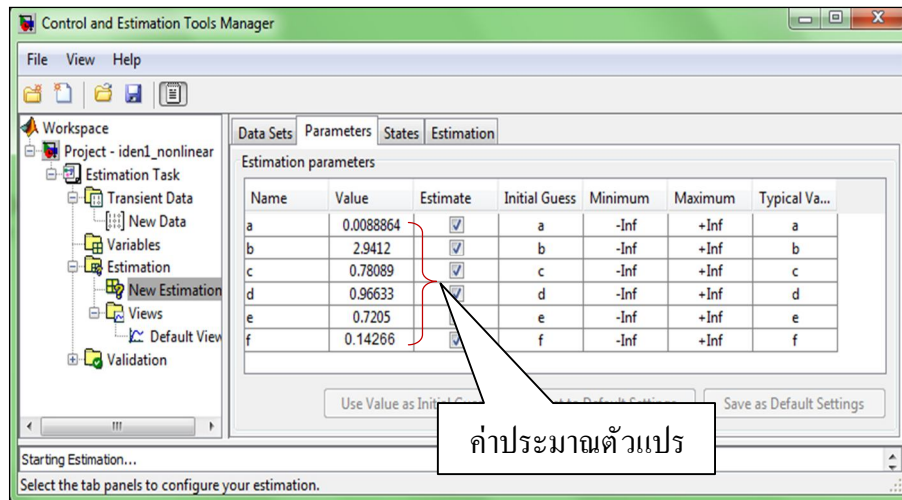 Control and Estimation Tools Manager
File View Help
Workspace
Project - iden1_nonlinear
Estimation Task
Transient Data
New Data
Variables
Estimation
New Estimation
Views
Default View
Validation
Data Sets Parameters States Estimation
Estimation parameters
Name Value Estimate Initial Guess Minimum Maximum Typical Va...
a 0.0088864 a -Inf +Inf a
b 2.9412 b -Inf +Inf b
c 0.78089 c -Inf +Inf c
d 0.96633 d -Inf +Inf d
e 0.7205 e -Inf +Inf e
f 0.14266 f -Inf +Inf f
Use Value as Initial Save as Default Settings
ค่าประมาณตัวแปร
Starting Estimation...
Select the tab panels to configure your estimation.